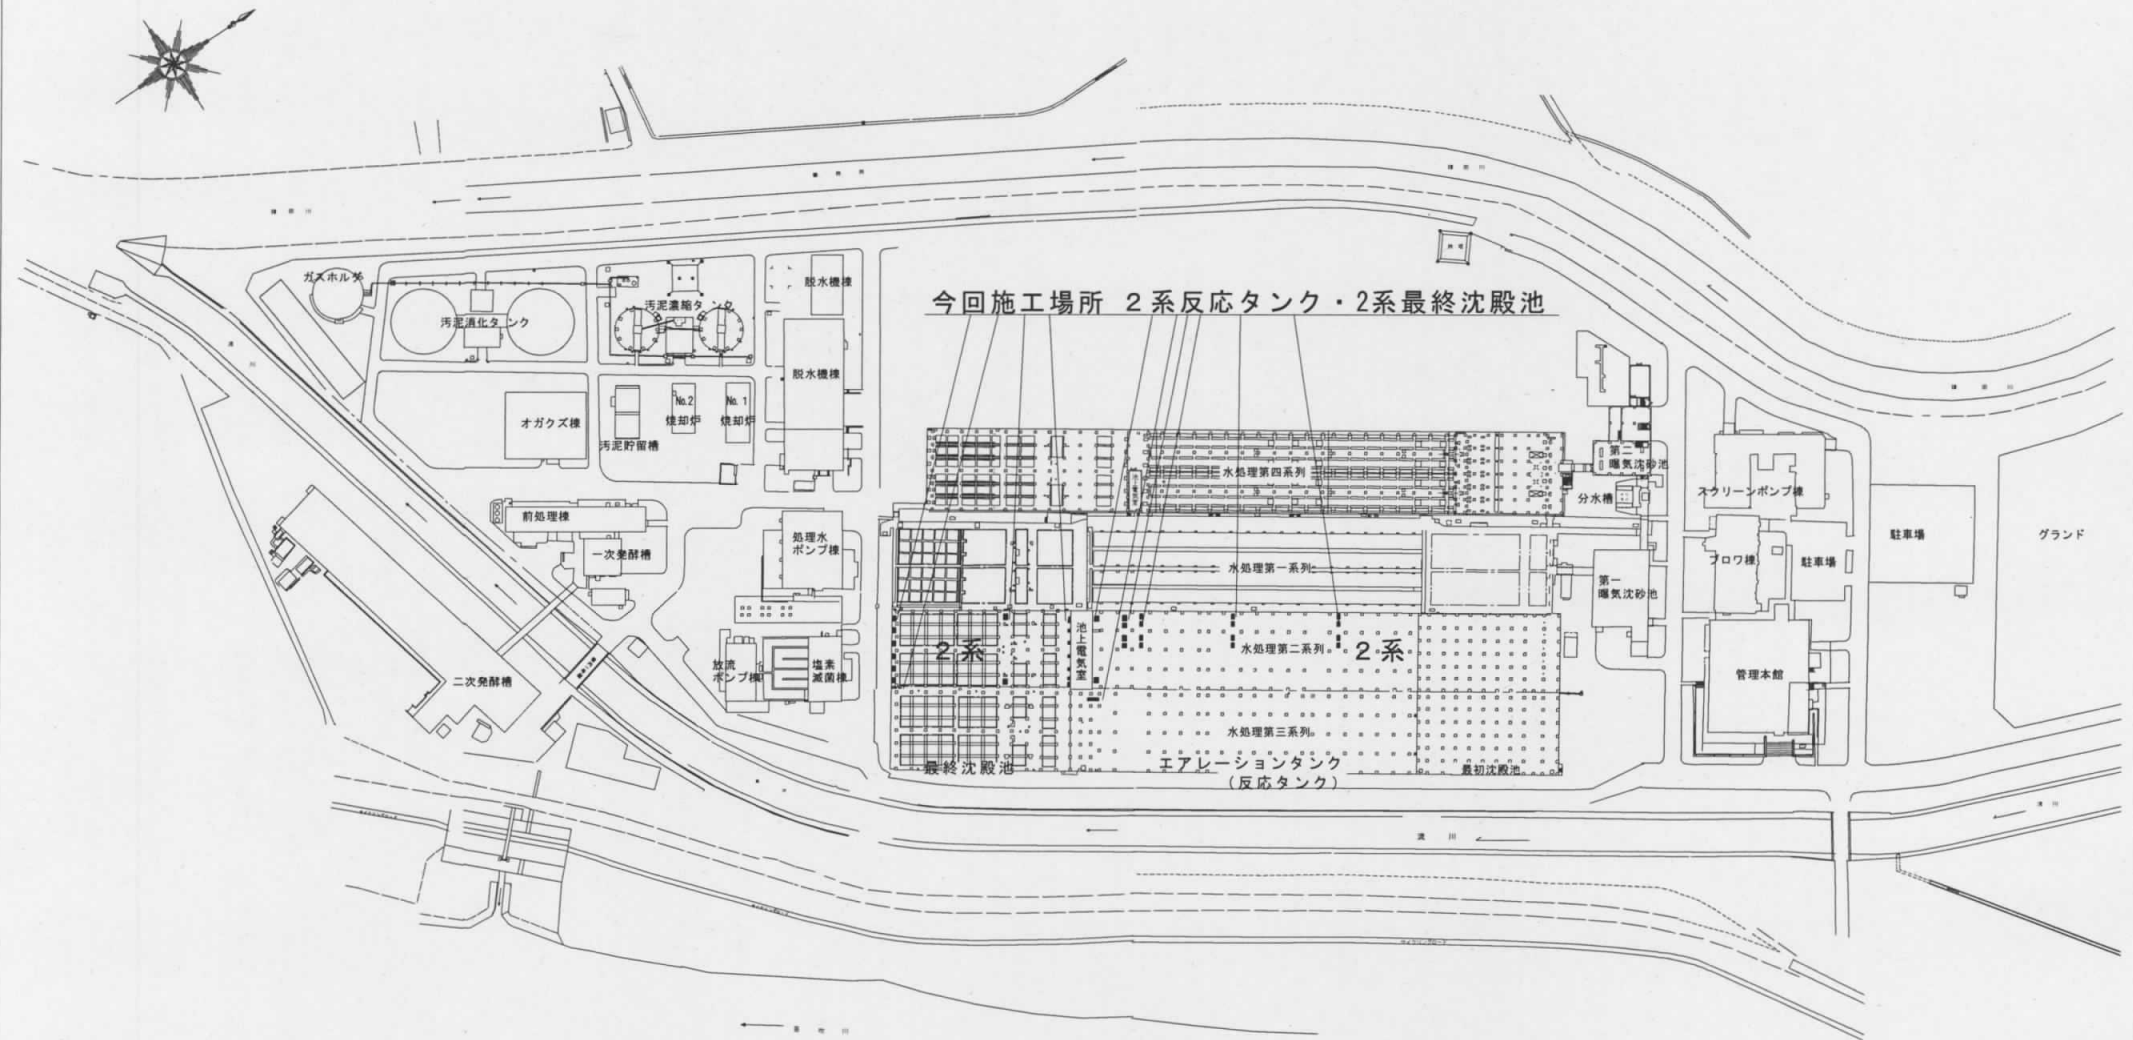 ガスホルダ
汚泥消化タンク
汚泥濃縮タンク
脱水機棟
今回施工場所 2系反応タンク・2系最終沈殿池
脱水機棟
オガクズ棟
No.2
焼却炉
No.1
焼却炉
汚泥貯留槽
水処理第四系列
第二
曝気沈砂池
分水槽
スクリーンポンプ棟
前処理棟
一次発酵槽
処理水
ポンプ棟
水処理第一系列
第一
曝気沈砂池
ブロワ棟
駐車場
駐車場
グランド
2系
池上電気室
水処理第二系列
2系
放流
ポンプ棟
塩素
滅菌棟
二次発酵槽
管理本館
水処理第三系列
最終沈殿池
エアレーションタンク
(反応タンク)
最初沈殿池